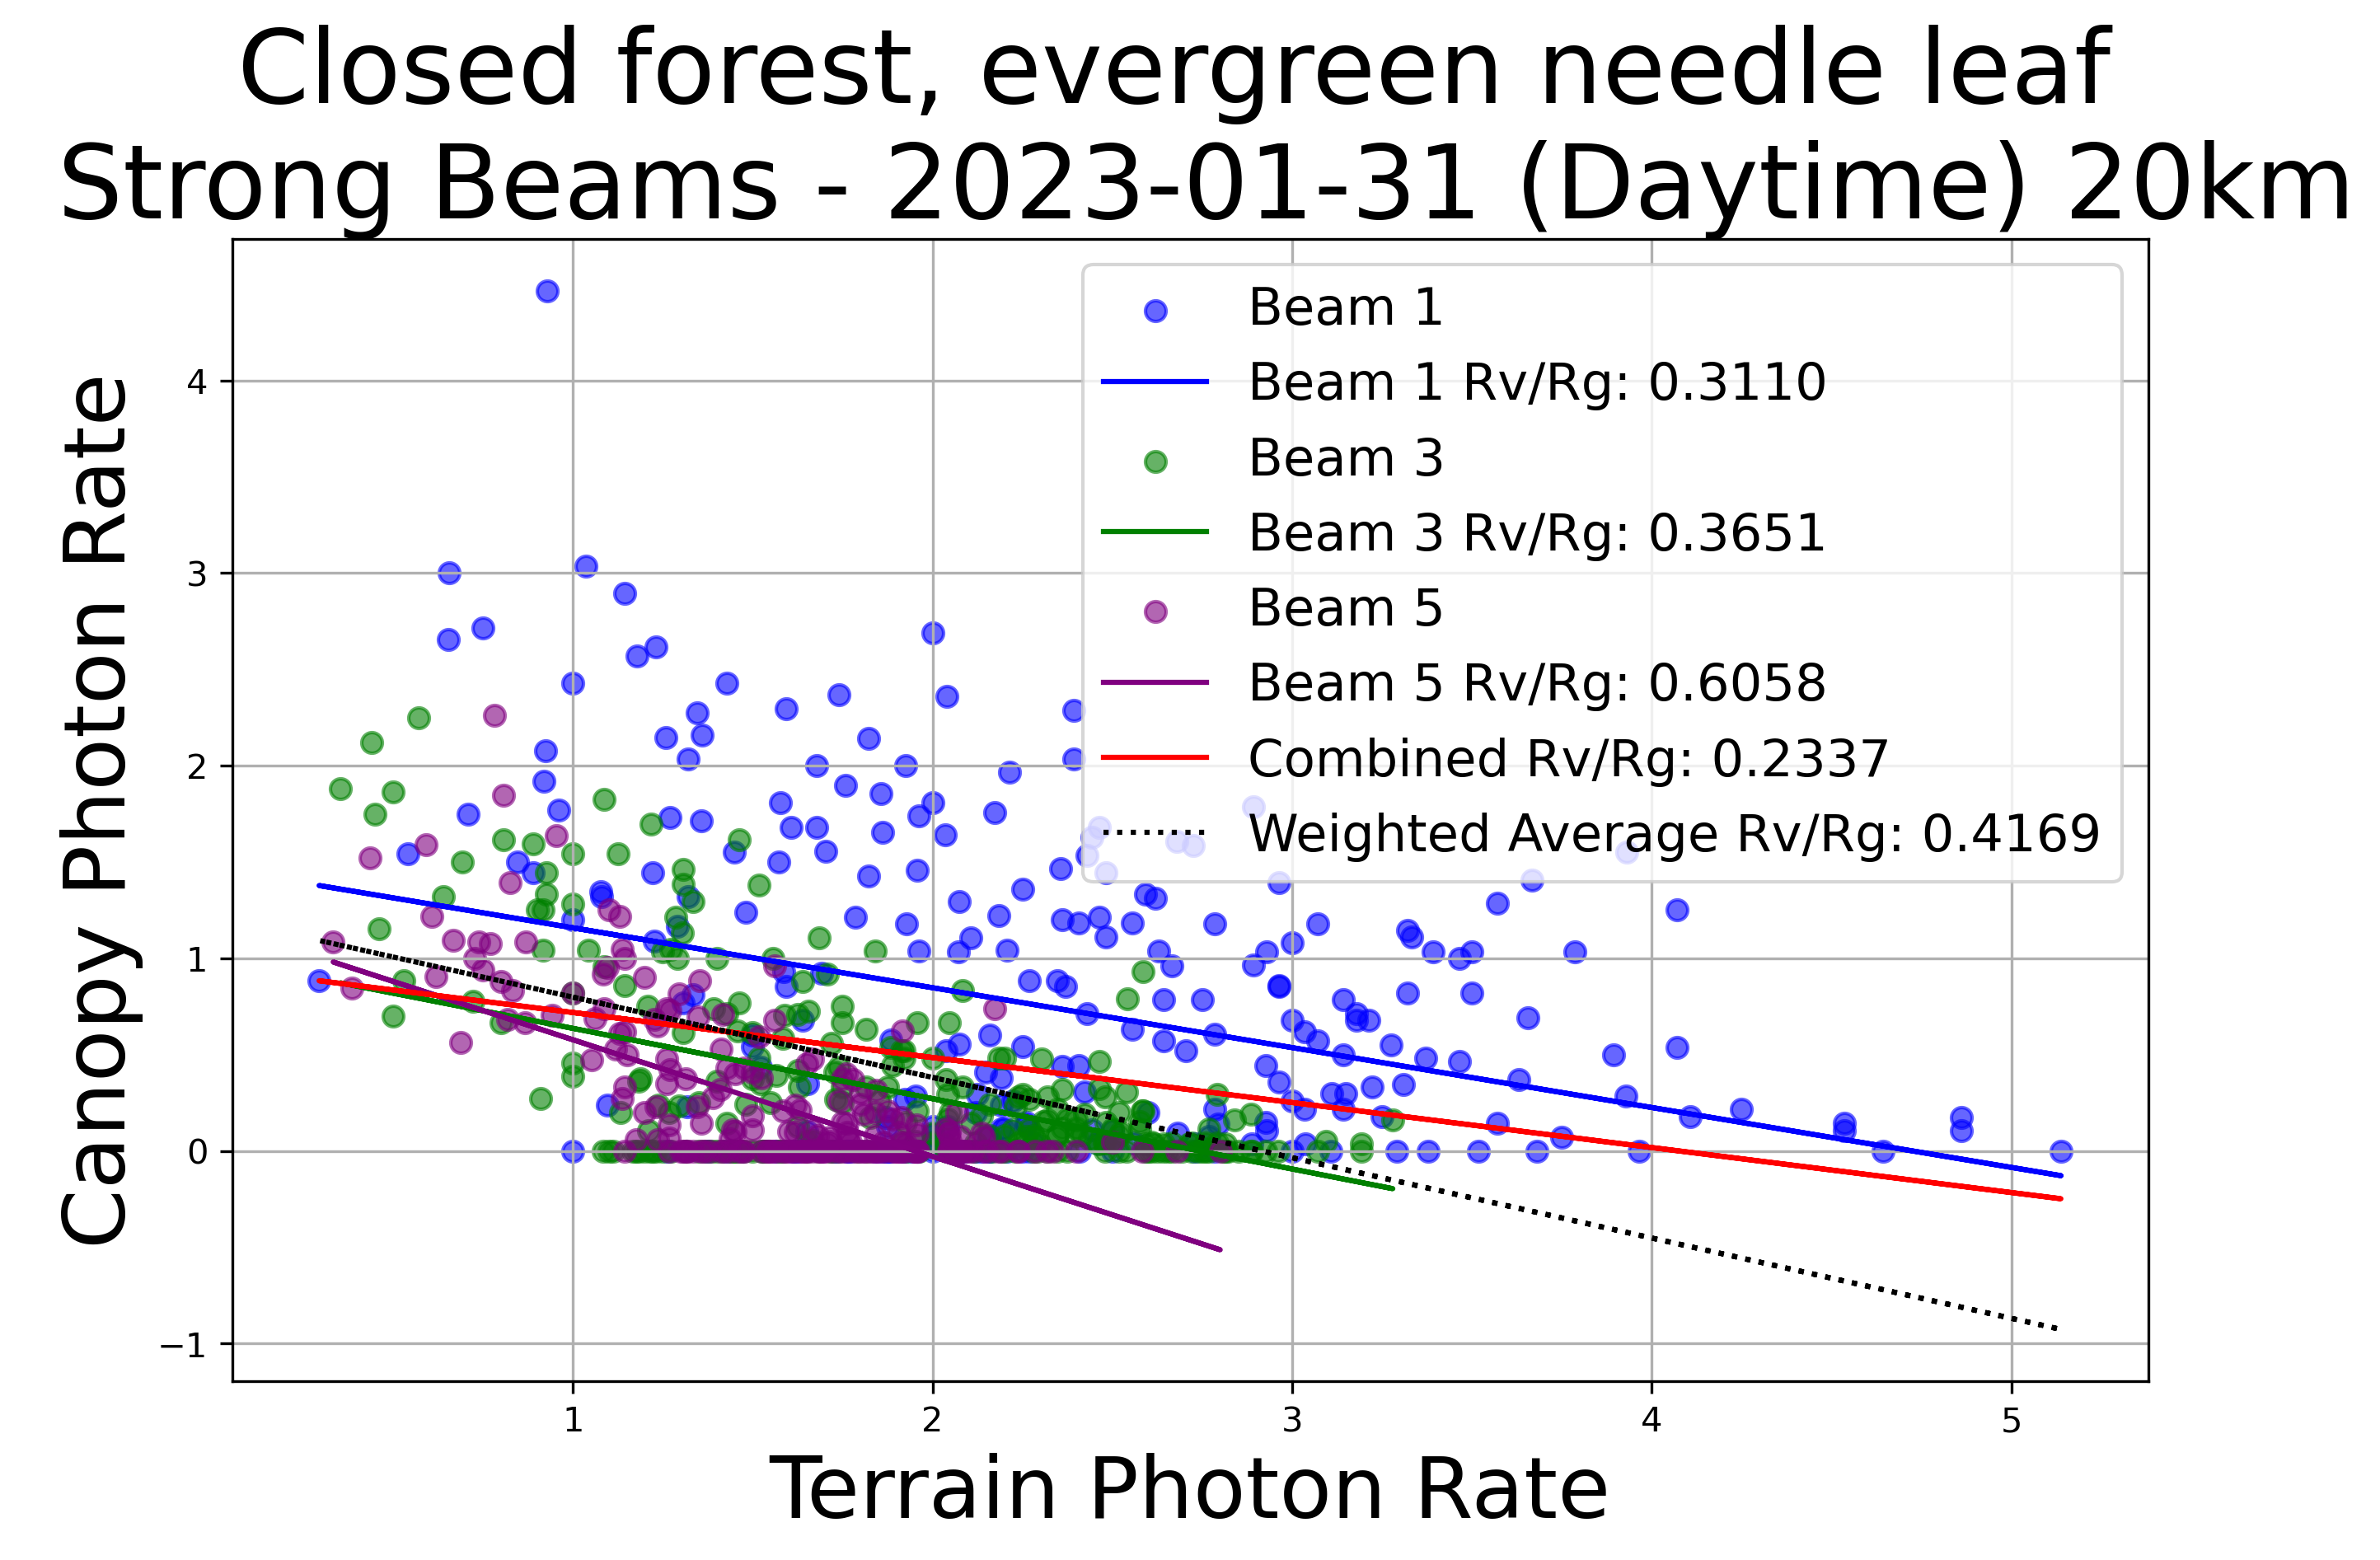 Closed forest, evergreen needle leaf
Strong Beams - 2023-01-31 (Daytime) 20km
Canopy Photon Rate
4
3
2
1
0
−1
Beam 1
Beam 1 Rv/Rg: 0.3110
Beam 3
Beam 3 Rv/Rg: 0.3651
Beam 5
Beam 5 Rv/Rg: 0.6058
Combined Rv/Rg: 0.2337
Weighted Average Rv/Rg: 0.4169
1 2 3 4 5
Terrain Photon Rate